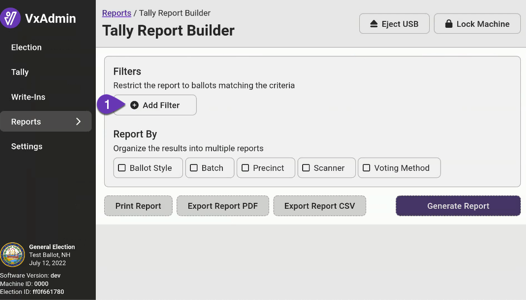 VxAdmin
Election
Tally
Write-Ins
Reports
Settings
General Election
Test Ballot, NH
July 12, 2022
Software Version: dev
Machine ID: 0000
Election ID: ff0f661780
Reports / Tally Report Builder
Tally Report Builder
Eject USB
Lock Machine
Filters
Restrict the report to ballots matching the criteria
1
Add Filter
Report By
Organize the results into multiple reports
Ballot Style Batch Precinct Scanner Voting Method
Print Report Export Report PDF Export Report CSV Generate Report